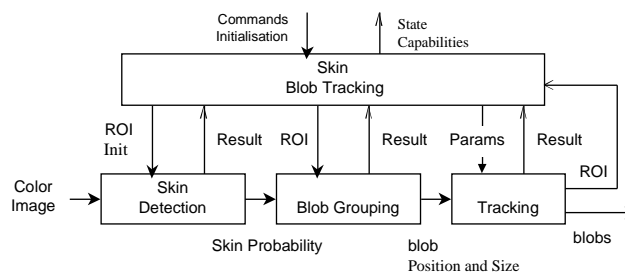 Commands
Initialisation
State
Capabilities
Skin
Blob Tracking
ROI
Init
Result
ROI
Result
Params
Result
ROI
Color
Image
Skin
Detection
Blob Grouping
Tracking
Skin Probability
blob
Position and Size
blobs